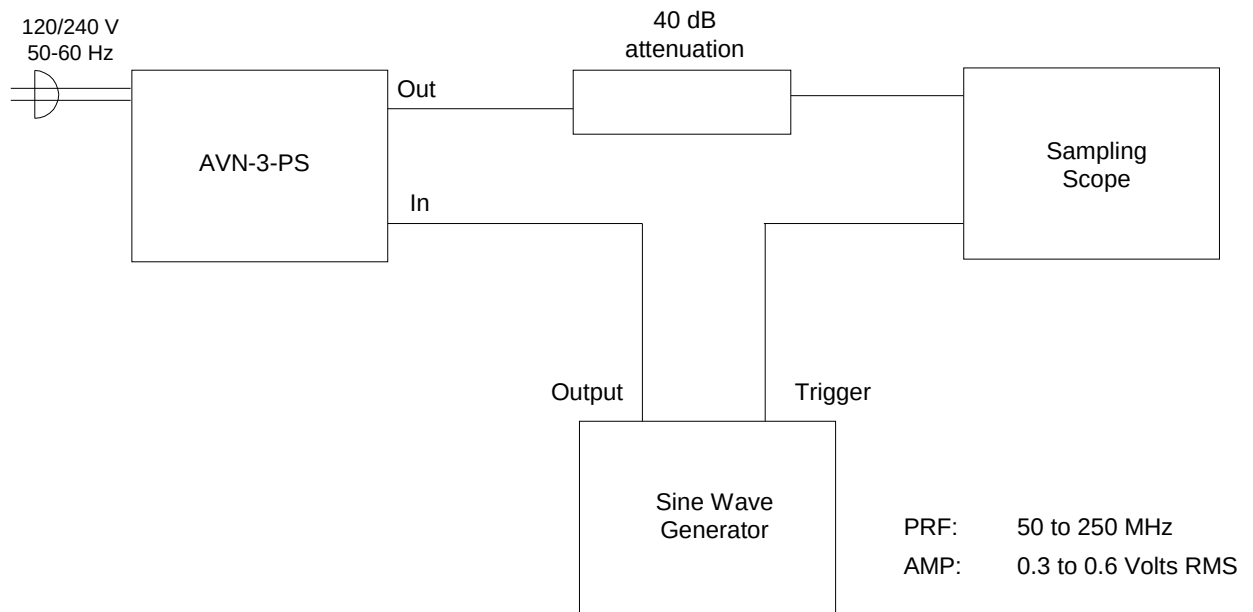 120/240 V
50-60 Hz
40 dB
attenuation
Out
AVN-3-PS
In
Sampling
Scope
Output
Trigger
Sine Wave
Generator
PRF: 50 to 250 MHz
AMP: 0.3 to 0.6 Volts RMS